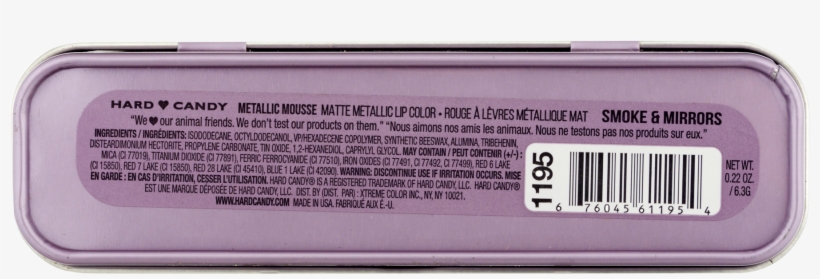 HARD ♥ CANDY METALLIC MOUSSE MATTE METALLIC LIP COLOR • ROUGE À LÈVRES MÉTALLIQUE MAT SMOKE & MIRRORS
"We ♥ our animal friends. We don't test our products on them." "Nous aimons nos amis les animaux. Nous ne testons pas nos produits sur eux."
INGREDIENTS / INGRÉDIENTS: ISODODECANE, OCTYLDODECANOL, VP/HEXADECENE COPOLYMER, SYNTHETIC BEESWAX, ALUMINA, TRIBEHENIN,
DISTEARDIMONIUM HECTORITE, PROPYLENE CARBONATE, TIN OXIDE, 1,2-HEXANEDIOL, CAPRYLYL GLYCOL. MAY CONTAIN / PEUT CONTENIR (+/-) :
MICA (CI 77019), TITANIUM DIOXIDE (CI 77891), FERRIC FERROCYANIDE (CI 77510), IRON OXIDES (CI 77491, CI 77492, CI 77499), RED 6 LAKE
(CI 15850), RED 7 LAKE (CI 15850), RED 28 LAKE (CI 45410), BLUE 1 LAKE (CI 42090). WARNING: DISCONTINUE USE IF IRRITATION OCCURS. MISE
EN GARDE : EN CAS D'IRRITATION, CESSER L'UTILISATION. HARD CANDY® IS A REGISTERED TRADEMARK OF HARD CANDY, LLC. HARD CANDY®
EST UNE MARQUE DÉPOSÉE DE HARD CANDY, LLC. DIST. BY (DIST. PAR) : XTREME COLOR INC., NY, NY 10021.
WWW.HARDCANDY.COM MADE IN USA. FABRIQUÉ AUX É.-U.
1195
6 76045 61195 4
NET WT.
0.22 OZ.
/ 6.3G